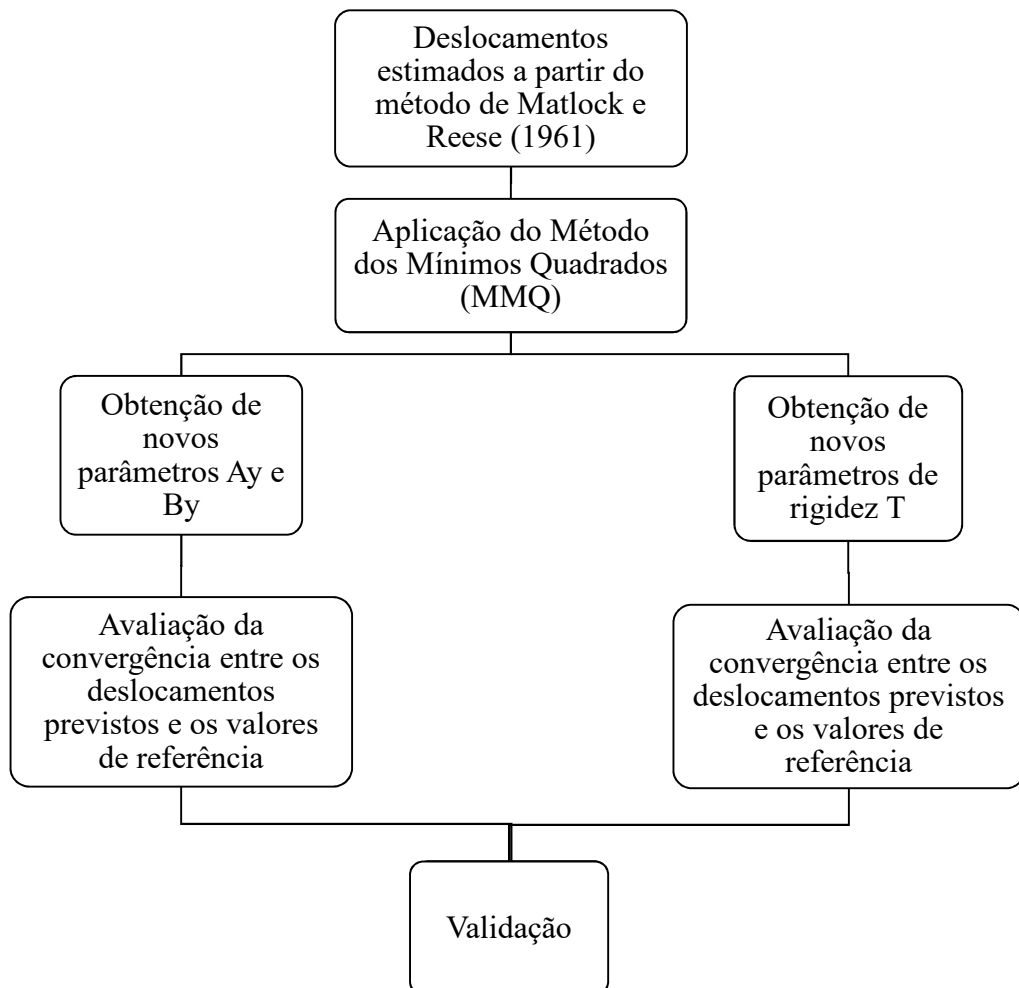 Deslocamentos
estimados a partir do
método de Matlock e
Reese (1961)
Aplicação do Método
dos Mínimos Quadrados
(MMQ)
Obtenção de
novos
parâmetros Ay e
By
Obtenção de
novos
parâmetros de
rigidez T
Avaliação da
convergência entre os
deslocamentos
previstos e os valores
de referência
Avaliação da
convergência entre os
deslocamentos previstos
e os valores de
referência
Validação